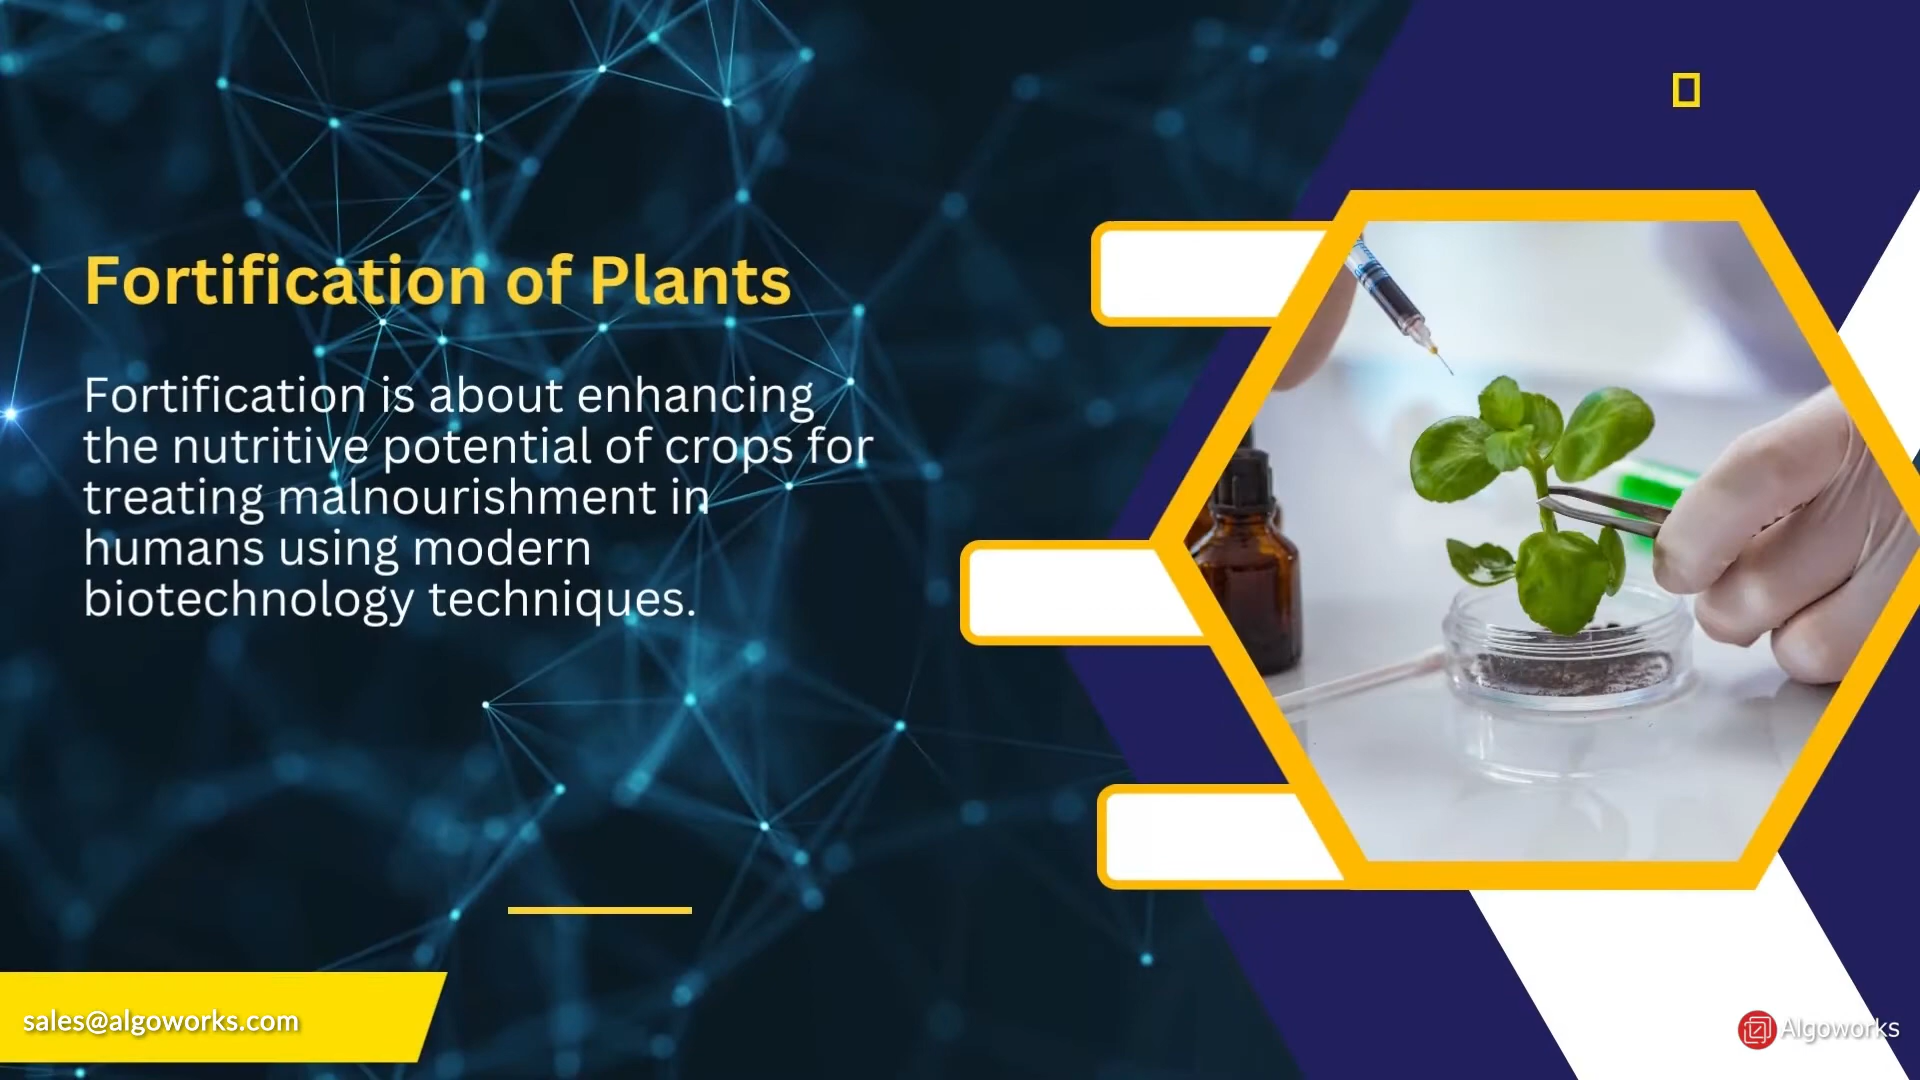 Fortification of Plants
Fortification is about enhancing
the nutritive potential of crops for
treating malnourishment in
humans using modern
biotechnology techniques.
sales@algoworks.com
Algoworks